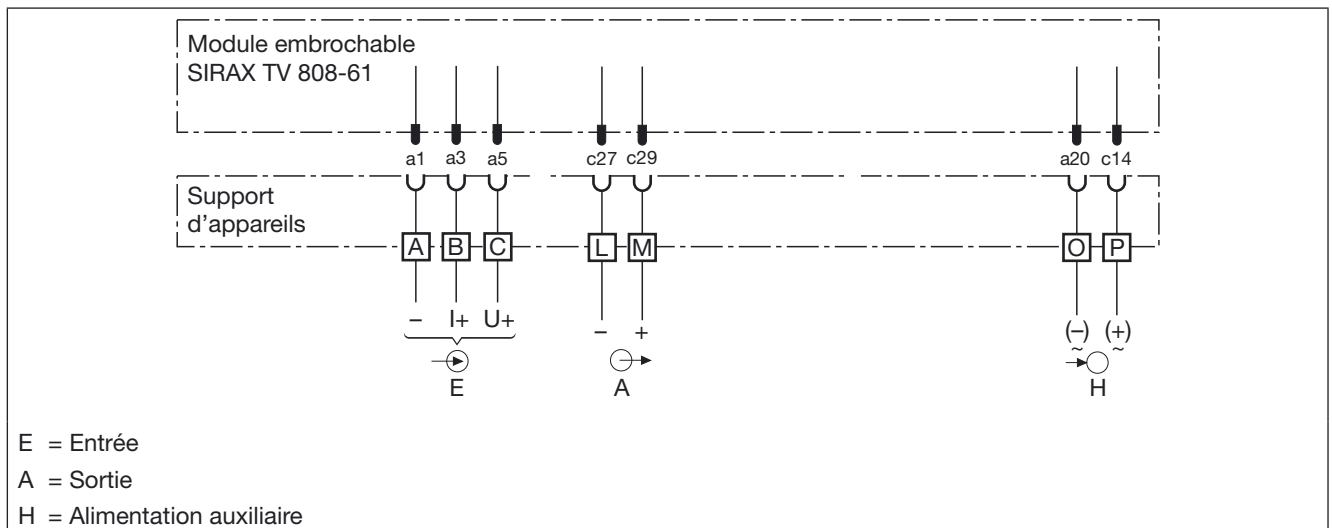 Module embrochable
SIRAX TV 808-61
a1 a3 a5 c27 c29 a20 c14
Support
d'appareils
A B C L M O P
– I+ U+ – + (–) (+)
~ ~
E A H
E = Entrée
A = Sortie
H = Alimentation auxiliaire